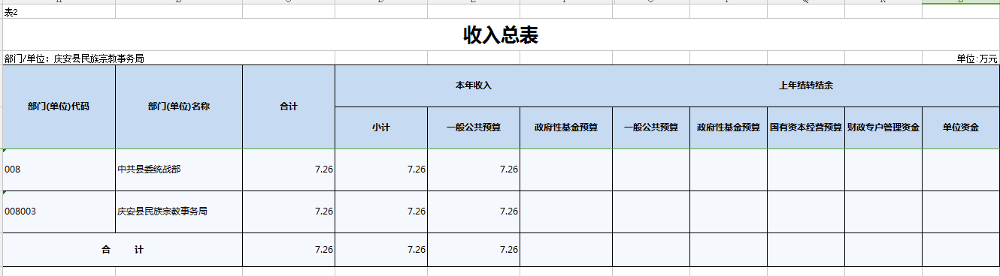 表2
收入总表
部门/单位：庆安县民族宗教事务局 单位:万元
部门(单位)代码 部门(单位)名称 合计 本年收入 上年结转结余
小计 一般公共预算 政府性基金预算 一般公共预算 政府性基金预算 国有资本经营预算 财政专户管理资金 单位资金
008 中共县委统战部 7.26 7.26 7.26
008003 庆安县民族宗教事务局 7.26 7.26 7.26
合 计 7.26 7.26 7.26